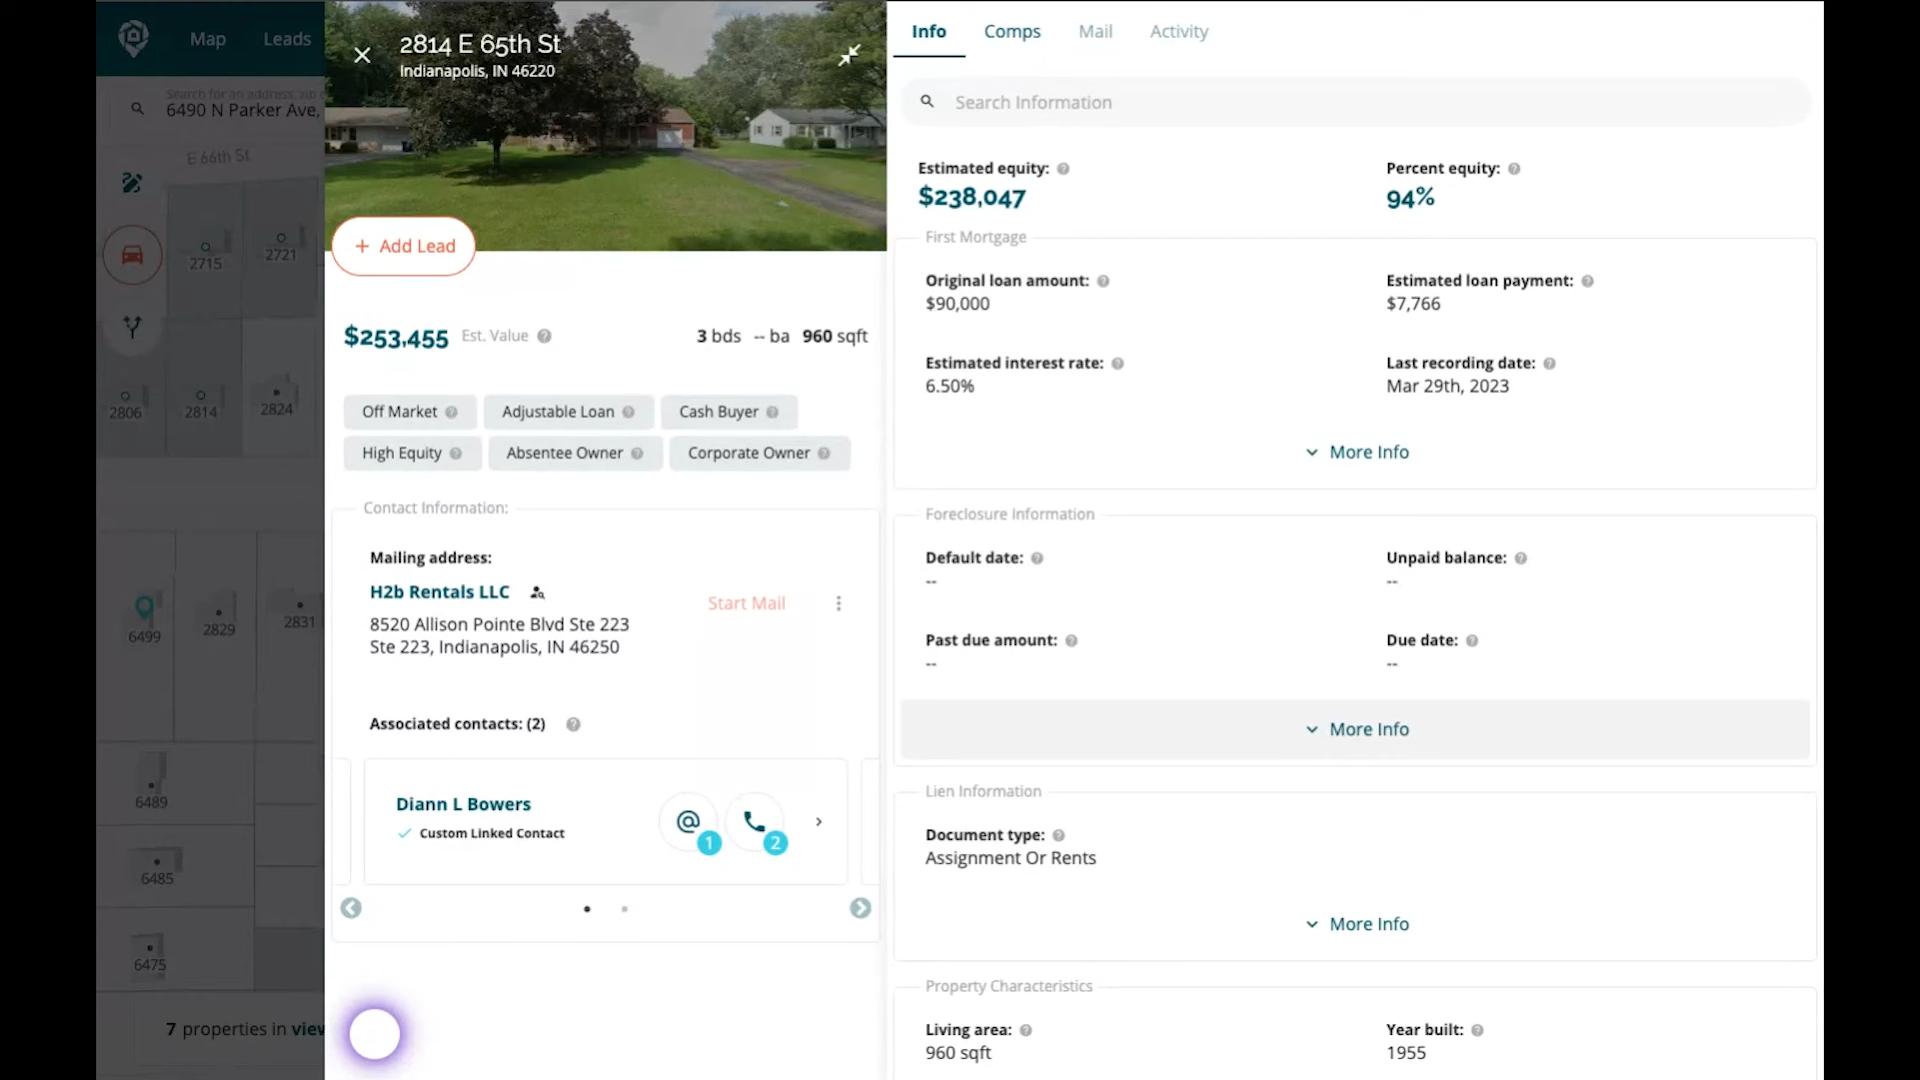 Map
Leads
Search for an address, zip c
6490 N Parker Ave,
E 66th St
2715
2721
2806
2814
2824
6499
2829
2831
6489
6485
6475
7 properties in view
2814 E 65th St
Indianapolis, IN 46220
+ Add Lead
$253,455 Est. Value
3 bds -- ba 960 sqft
Off Market
Adjustable Loan
Cash Buyer
High Equity
Absentee Owner
Corporate Owner
Contact Information:
Mailing address:
H2b Rentals LLC
8520 Allison Pointe Blvd Ste 223
Ste 223, Indianapolis, IN 46250
Start Mail
Associated contacts: (2)
Diann L Bowers
Custom Linked Contact
1
2
Info
Comps
Mail
Activity
Search Information
Estimated equity:
$238,047
Percent equity:
94%
First Mortgage
Original loan amount:
$90,000
Estimated loan payment:
$7,766
Estimated interest rate:
6.50%
Last recording date:
Mar 29th, 2023
More Info
Foreclosure Information
Default date:
--
Unpaid balance:
--
Past due amount:
--
Due date:
--
More Info
Lien Information
Document type:
Assignment Or Rents
More Info
Property Characteristics
Living area:
960 sqft
Year built:
1955